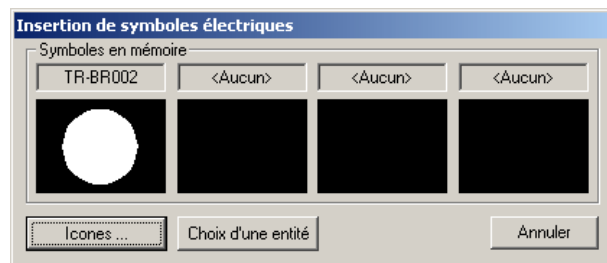 Insertion de symboles électriques
Symboles en mémoire
TR-BR002 <Aucun> <Aucun> <Aucun>
Icones ... Choix d'une entité Annuler